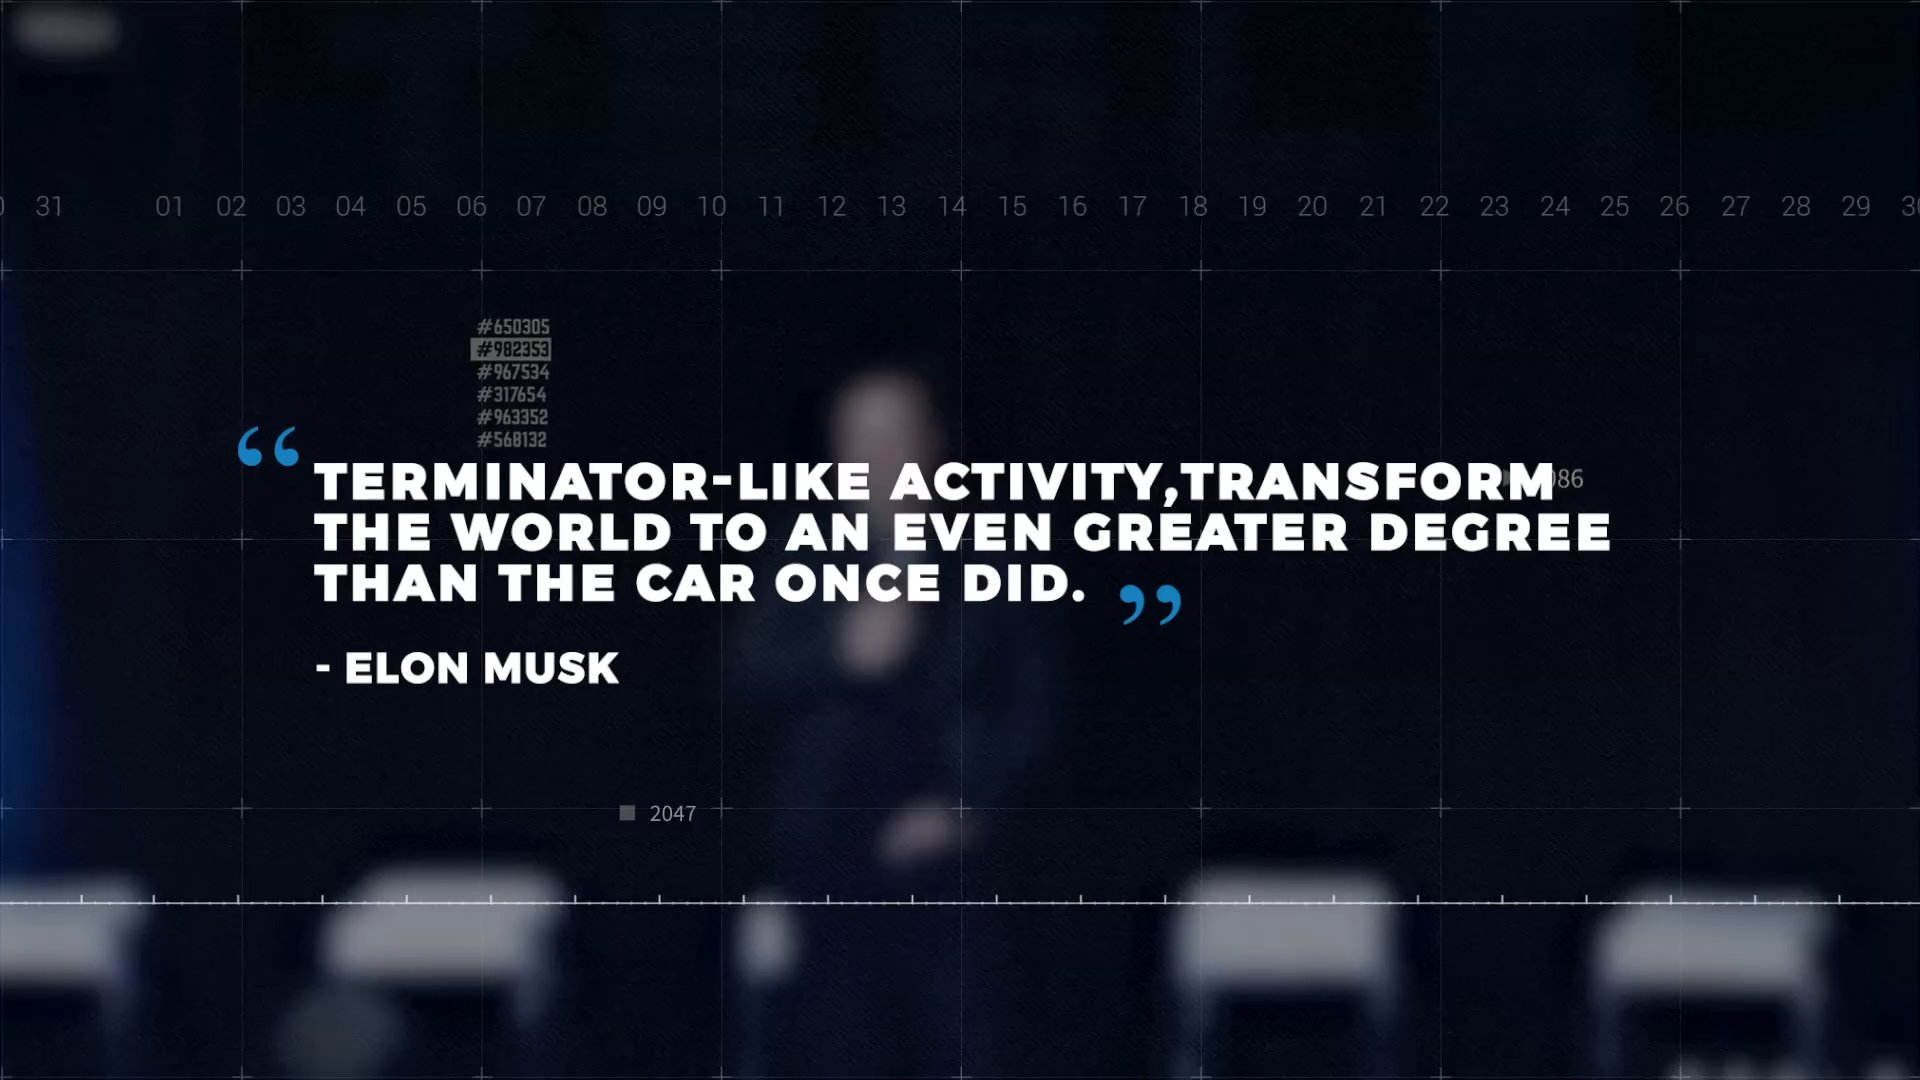 31 01 02 03 04 05 06 07 08 09 10 11 12 13 14 15 16 17 18 19 20 21 22 23 24 25 26 27 28 29
#650305
#982353
#967534
#317654
#963352
#568132
“ TERMINATOR-LIKE ACTIVITY,TRANSFORM
THE WORLD TO AN EVEN GREATER DEGREE
THAN THE CAR ONCE DID. ”
- ELON MUSK
2047